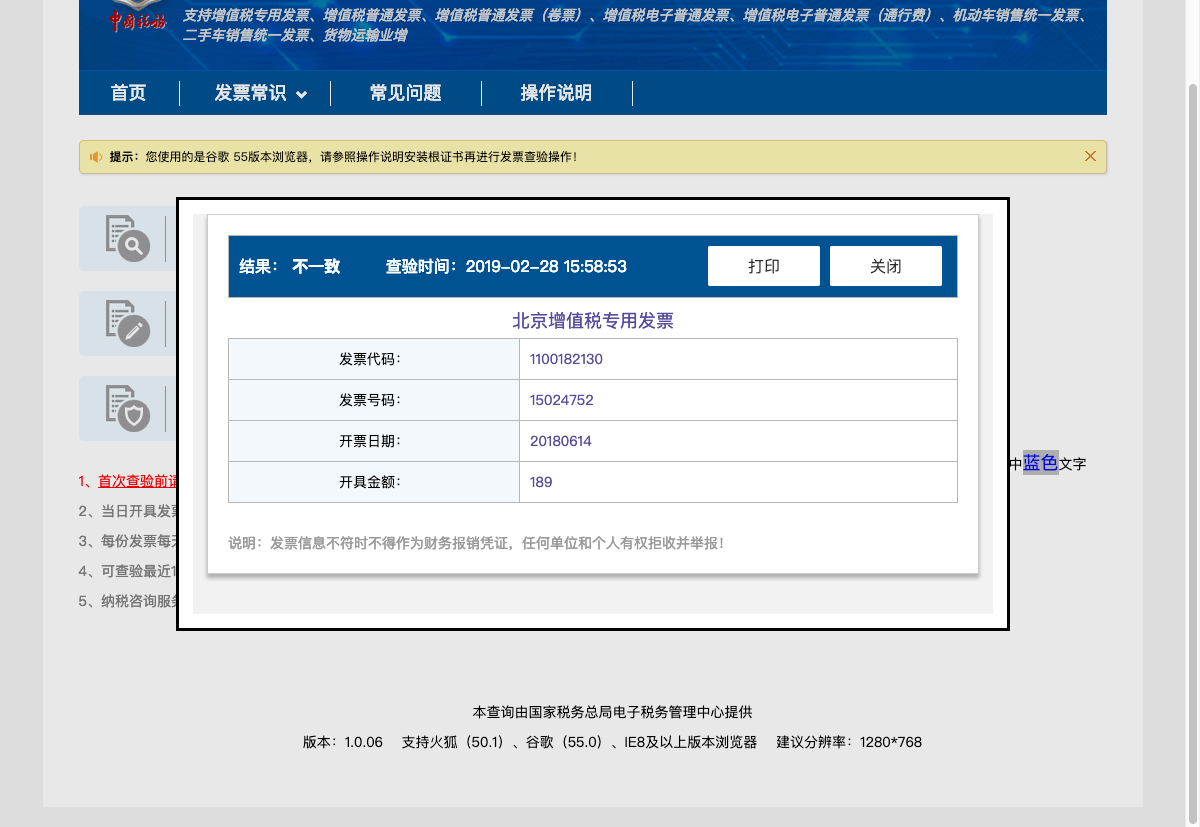 中国税务
支持增值税专用发票、增值税普通发票、增值税普通发票（卷票）、增值税电子普通发票、增值税电子普通发票（通行费）、机动车销售统一发票、
二手车销售统一发票、货物运输业增
首页 发票常识 常见问题 操作说明
提示：您使用的是谷歌 55版本浏览器，请参照操作说明安装根证书再进行发票查验操作！
结果： 不一致 查验时间：2019-02-28 15:58:53 打印 关闭
北京增值税专用发票
发票代码： 1100182130
发票号码： 15024752
开票日期： 20180614
开具金额： 189
说明：发票信息不符时不得作为财务报销凭证，任何单位和个人有权拒收并举报！
中蓝色文字
1、首次查验前请
2、当日开具发票
3、每份发票每天
4、可查验最近1
5、纳税咨询服务
本查询由国家税务总局电子税务管理中心提供
版本：1.0.06 支持火狐（50.1）、谷歌（55.0）、IE8及以上版本浏览器 建议分辨率：1280*768